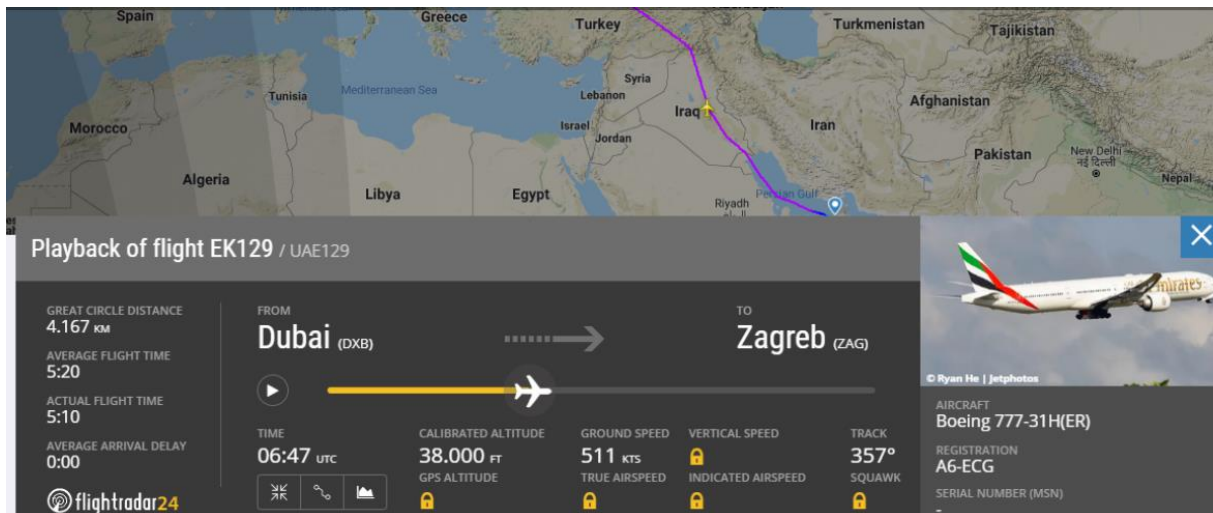 Spain
Greece
Turkey
Turkmenistan
Tajikistan
Syria
Tunisia
Mediterranean Sea
Lebanon
Afghanistan
Iraq
Morocco
Israel
Iran
Jordan
Pakistan
New Delhi
नई दिल्ली
Algeria
Nepal
Libya
Egypt
Riyadh
Persian Gulf
Playback of flight EK129 / UAE129
GREAT CIRCLE DISTANCE
4.167 KM
AVERAGE FLIGHT TIME
5:20
ACTUAL FLIGHT TIME
5:10
AVERAGE ARRIVAL DELAY
0:00
flightradar24
FROM
Dubai (DXB)
TO
Zagreb (ZAG)
TIME
06:47 UTC
CALIBRATED ALTITUDE
38.000 FT
GPS ALTITUDE
GROUND SPEED
511 KTS
TRUE AIRSPEED
VERTICAL SPEED
INDICATED AIRSPEED
TRACK
357°
SQUAWK
Emirates
© Ryan He | Jetphotos
AIRCRAFT
Boeing 777-31H(ER)
REGISTRATION
A6-ECG
SERIAL NUMBER (MSN)
-